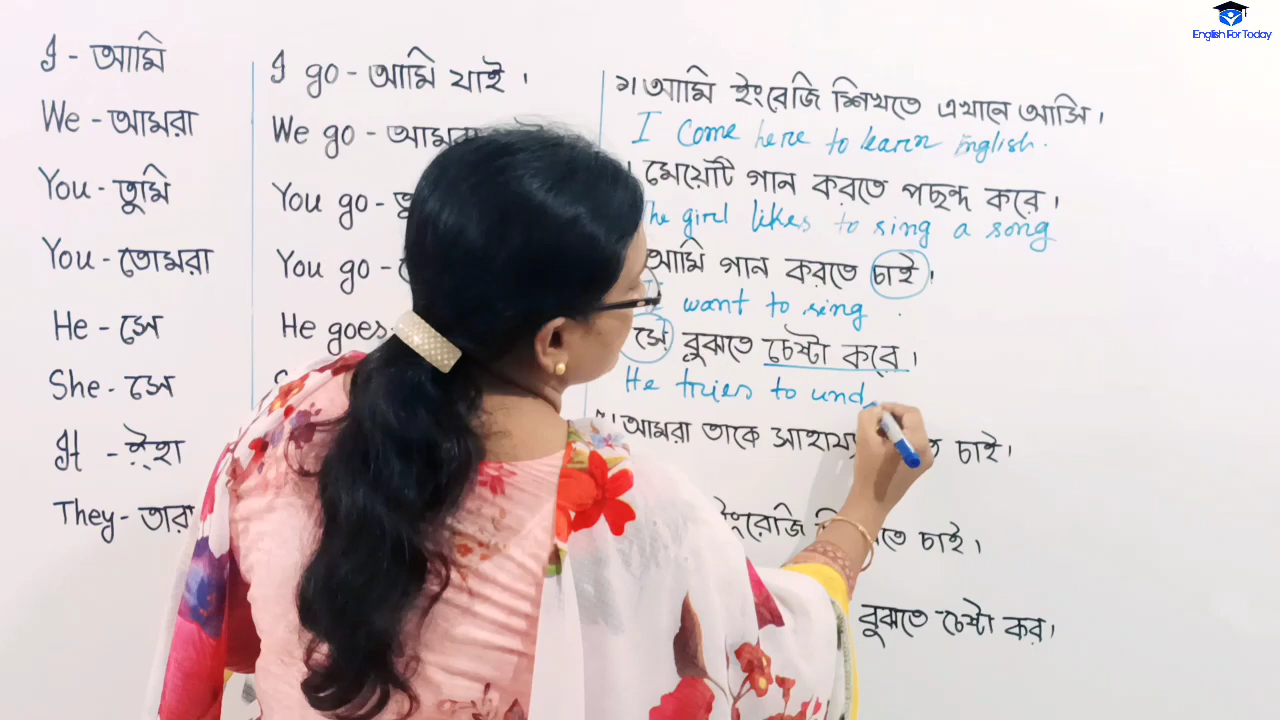 English For Today
I - আমি
We - আমরা
You - তুমি
You - তোমরা
He - সে
She - সে
It - ইহা
They - তারা
I go - আমি যাই ।
We go - আমরা
You go -
You go -
He goes
১। আমি ইংরেজি শিখতে এখানে আসি ।
I come here to learn English.
। মেয়েটি গান করতে পছন্দ করে ।
The girl likes to sing a song
আমি গান করতে চাই ।
I want to sing .
সে বুঝতে চেষ্টা করে ।
He tries to und
৫। আমরা তাকে চাই ।
ইংরেজি চাই ।
বুঝতে চেষ্টা কর ।